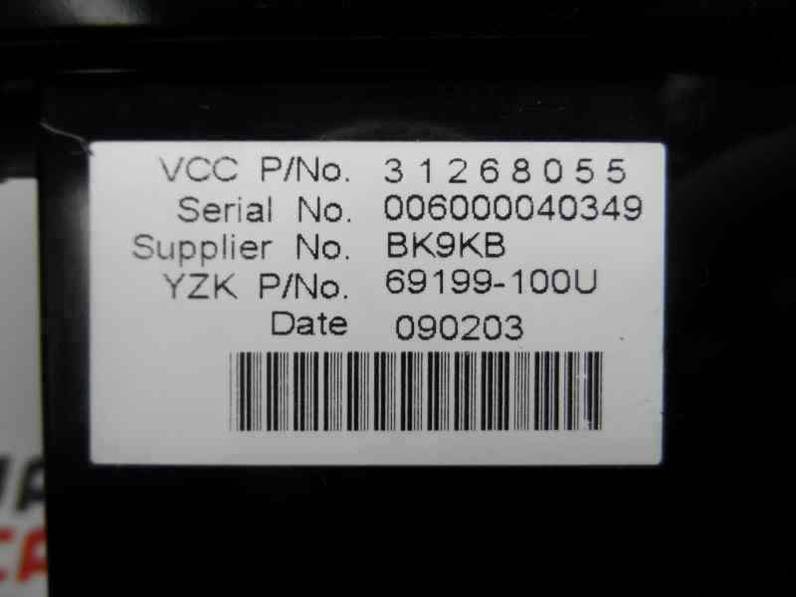 VCC P/No. 31268055
Serial No. 006000040349
Supplier No. BK9KB
YZK P/No. 69199-100U
Date 090203